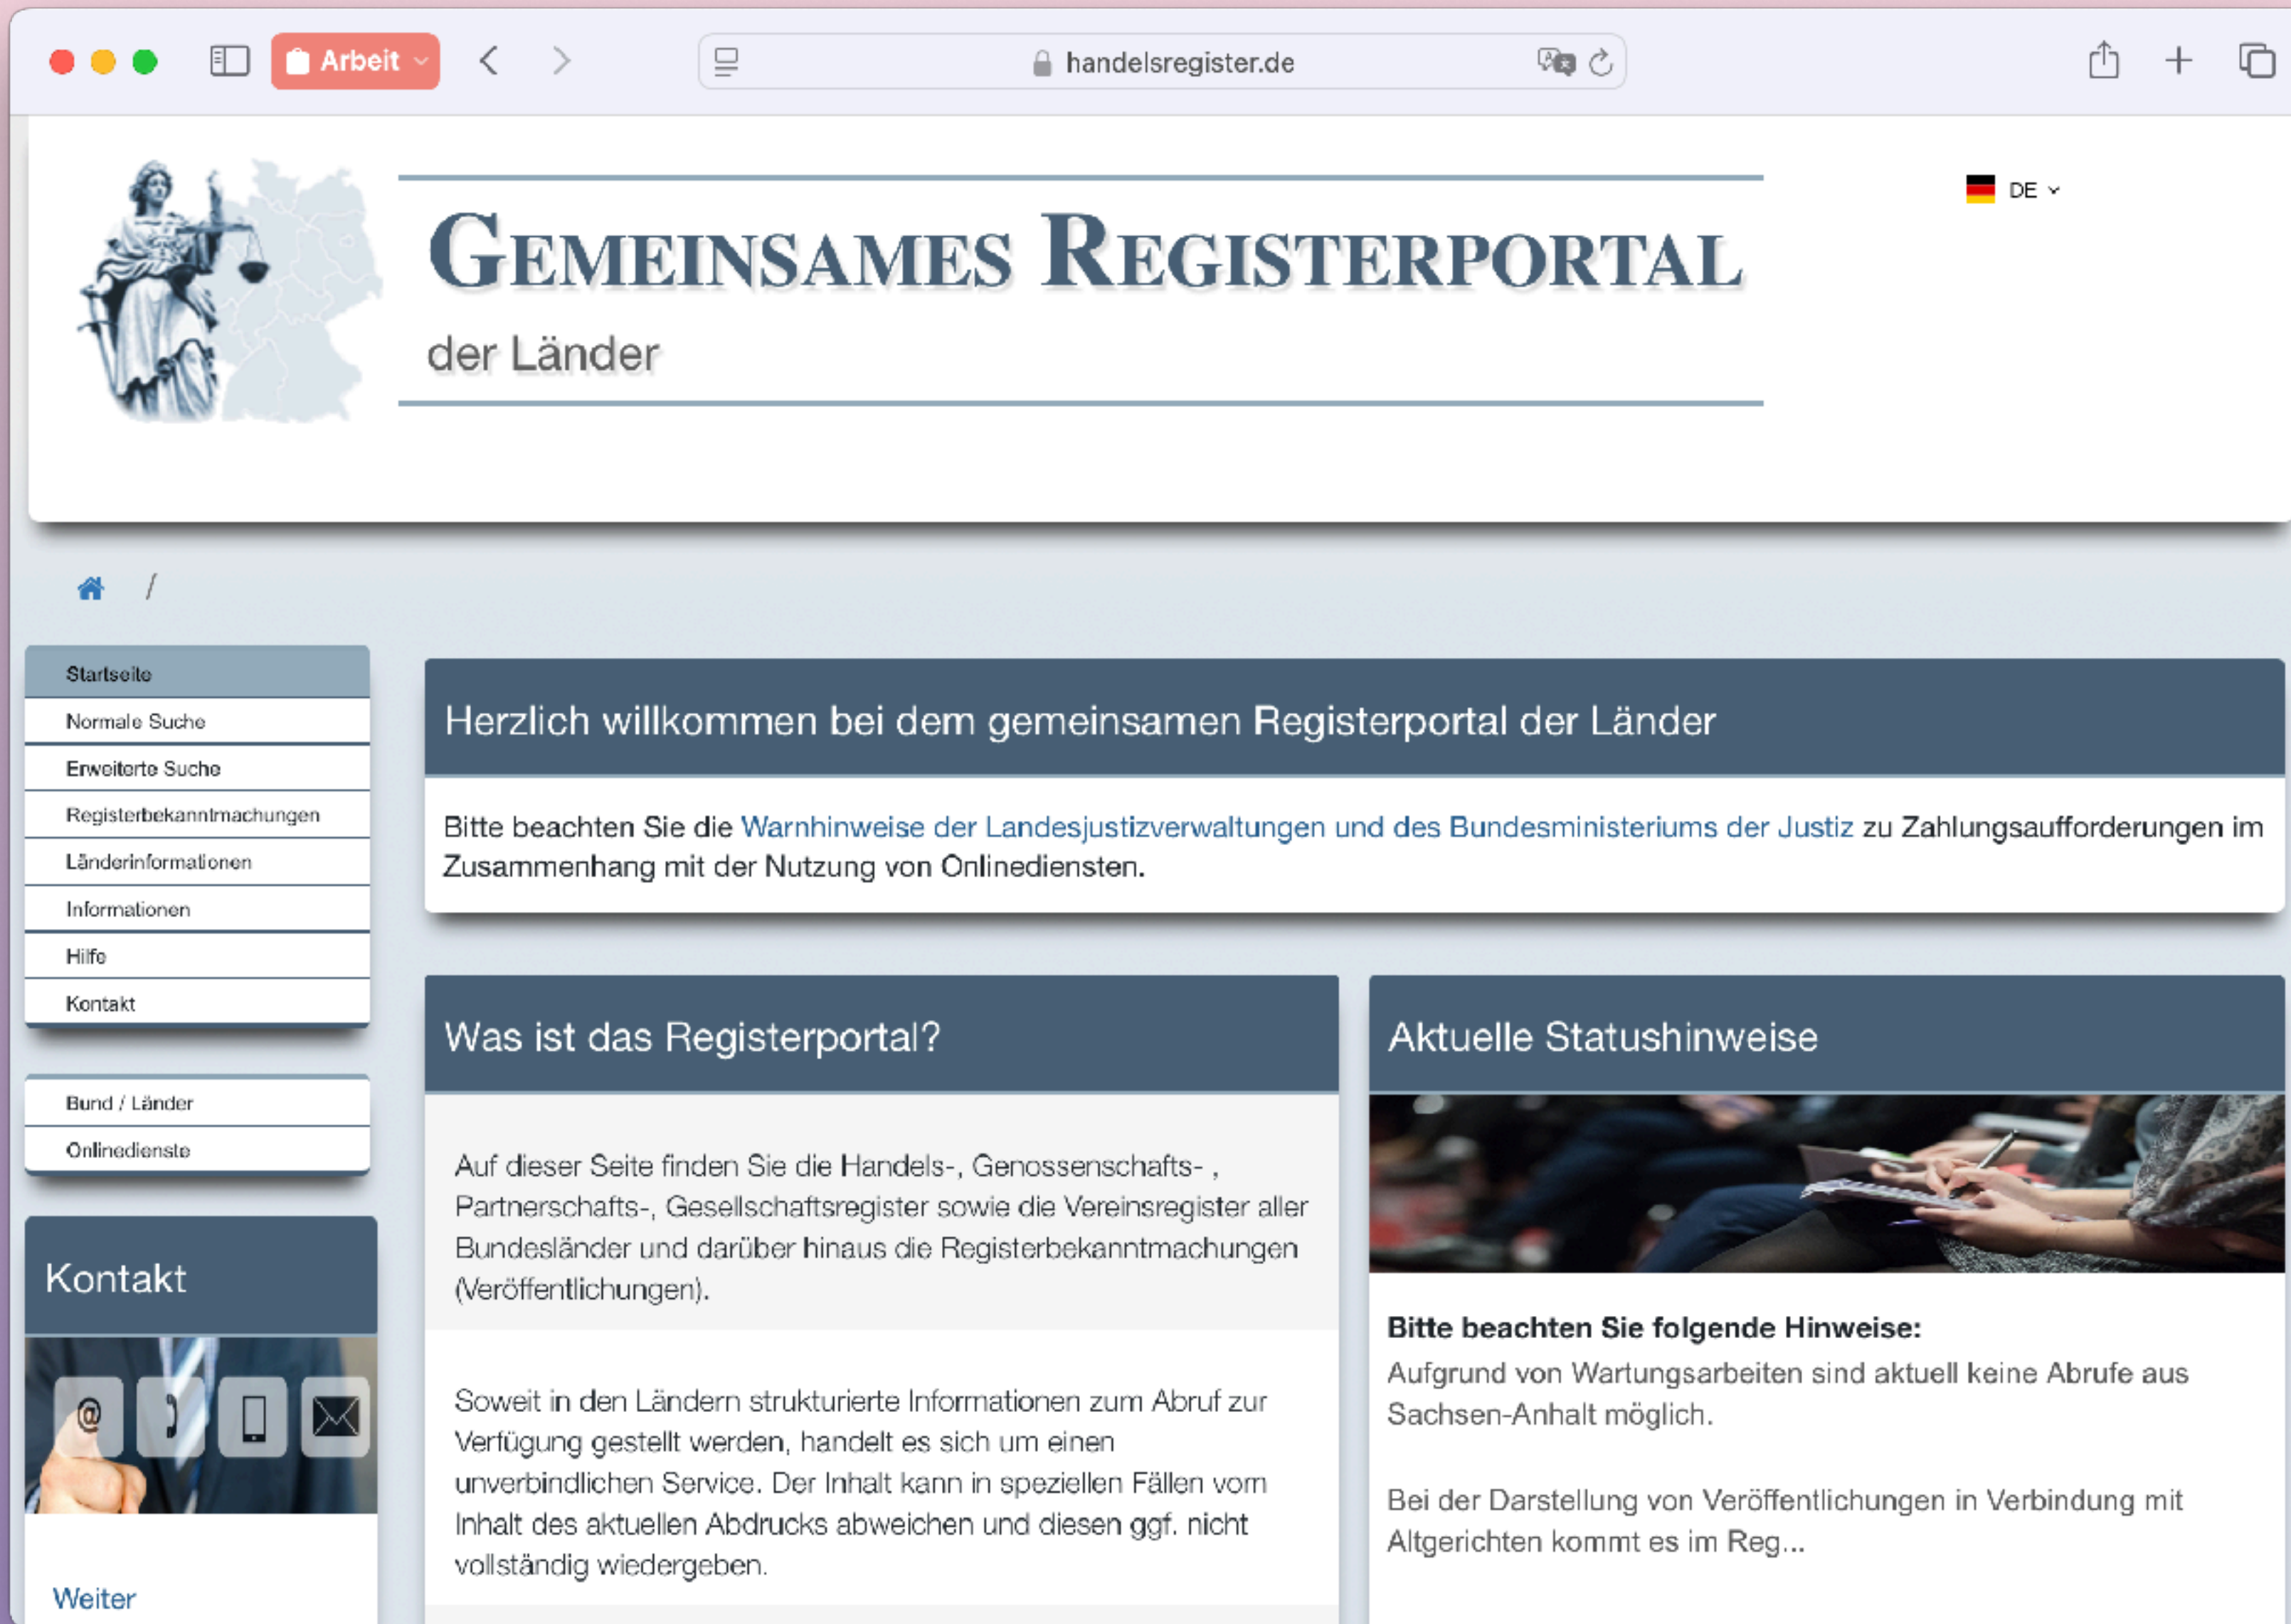 Arbeit
handelsregister.de
DE
GEMEINSAMES REGISTERPORTAL
der Länder
/
Startseite
Normale Suche
Erweiterte Suche
Registerbekanntmachungen
Länderinformationen
Informationen
Hilfe
Kontakt
Bund / Länder
Onlinedienste
Kontakt
@
Weiter
Herzlich willkommen bei dem gemeinsamen Registerportal der Länder
Bitte beachten Sie die Warnhinweise der Landesjustizverwaltungen und des Bundesministeriums der Justiz zu Zahlungsaufforderungen im
Zusammenhang mit der Nutzung von Onlinediensten.
Was ist das Registerportal?
Auf dieser Seite finden Sie die Handels-, Genossenschafts- ,
Partnerschafts-, Gesellschaftsregister sowie die Vereinsregister aller
Bundesländer und darüber hinaus die Registerbekanntmachungen
(Veröffentlichungen).
Soweit in den Ländern strukturierte Informationen zum Abruf zur
Verfügung gestellt werden, handelt es sich um einen
unverbindlichen Service. Der Inhalt kann in speziellen Fällen vom
Inhalt des aktuellen Abdrucks abweichen und diesen ggf. nicht
vollständig wiedergeben.
Aktuelle Statushinweise
Bitte beachten Sie folgende Hinweise:
Aufgrund von Wartungsarbeiten sind aktuell keine Abrufe aus
Sachsen-Anhalt möglich.
Bei der Darstellung von Veröffentlichungen in Verbindung mit
Altgerichten kommt es im Reg...